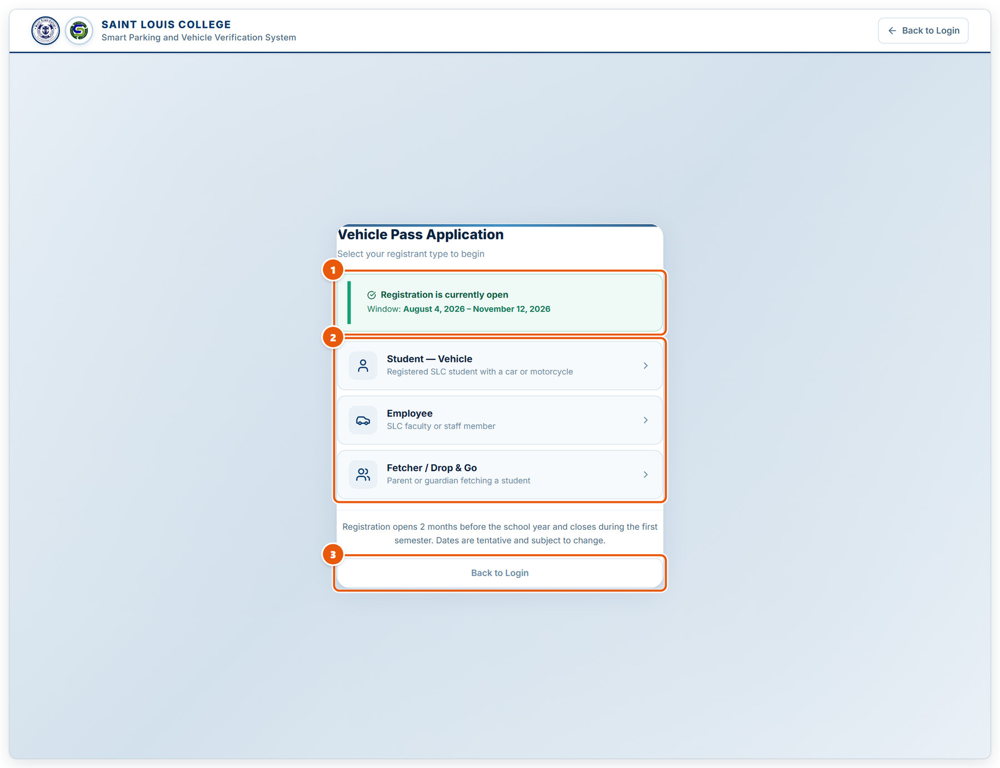 SAINT LOUIS COLLEGE
Smart Parking and Vehicle Verification System
Back to Login
Vehicle Pass Application
Select your registrant type to begin
1
Registration is currently open
Window: August 4, 2026 – November 12, 2026
2
Student — Vehicle
Registered SLC student with a car or motorcycle
Employee
SLC faculty or staff member
Fetcher / Drop & Go
Parent or guardian fetching a student
Registration opens 2 months before the school year and closes during the first
semester. Dates are tentative and subject to change.
3
Back to Login